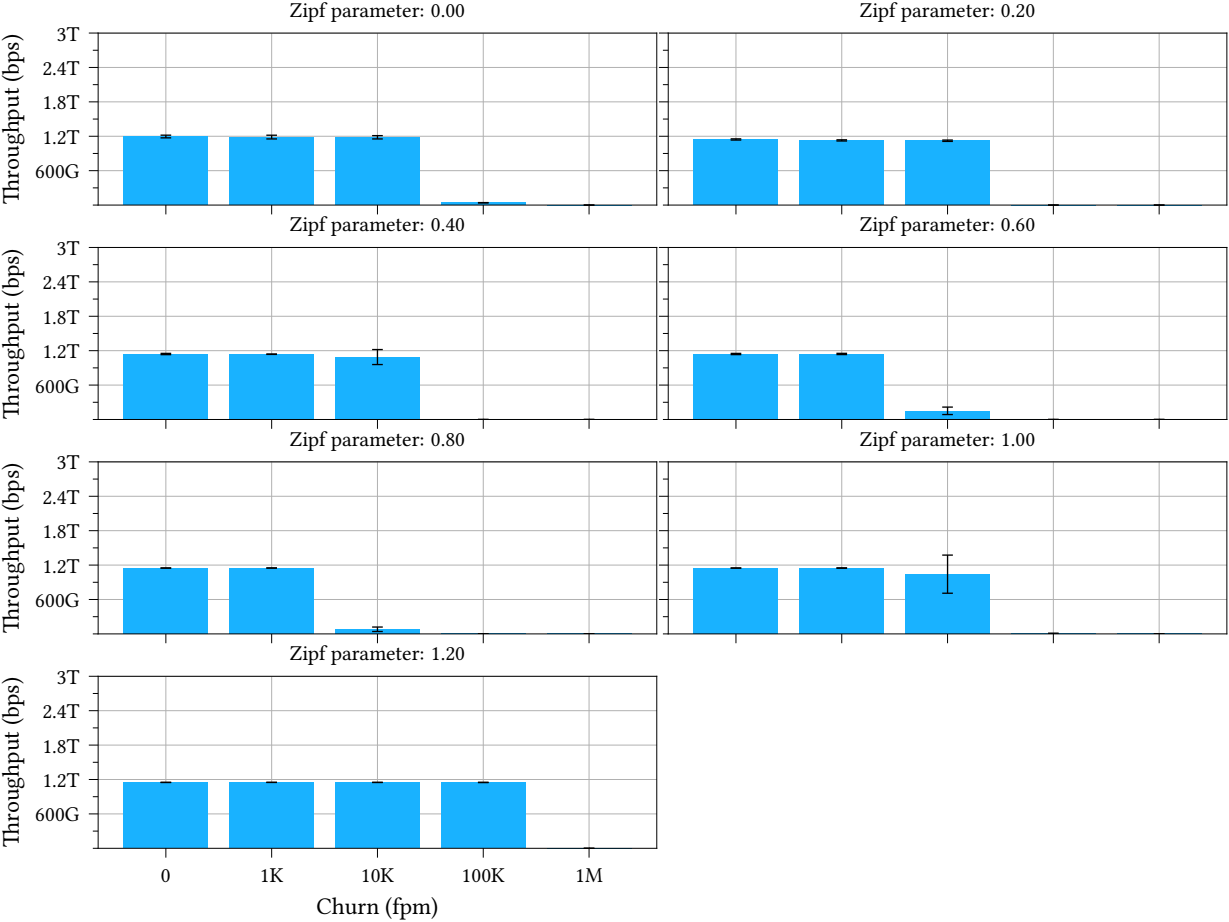 Zipf parameter: 0.00
Zipf parameter: 0.20
Throughput (bps)
3T
2.4T
1.8T
1.2T
600G
Zipf parameter: 0.40
Zipf parameter: 0.60
Throughput (bps)
3T
2.4T
1.8T
1.2T
600G
Zipf parameter: 0.80
Zipf parameter: 1.00
Throughput (bps)
3T
2.4T
1.8T
1.2T
600G
Zipf parameter: 1.20
Throughput (bps)
3T
2.4T
1.8T
1.2T
600G
0 1K 10K 100K 1M
Churn (fpm)